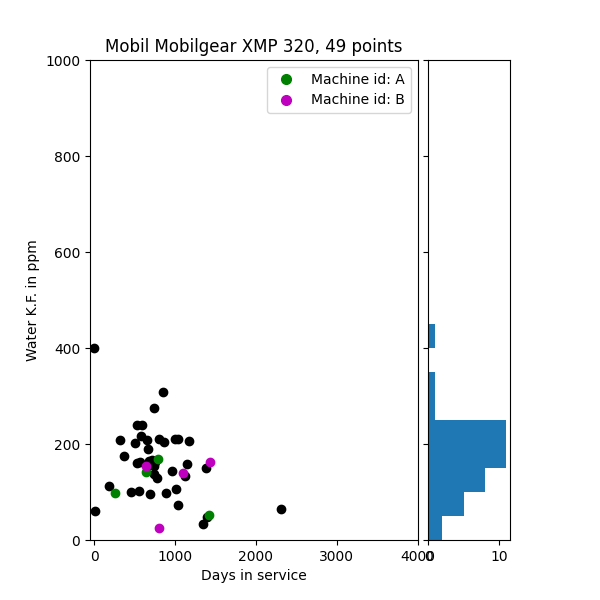 Mobil Mobilgear XMP 320, 49 points
Machine id: A
Machine id: B
Water K.F. in ppm
1000
800
600
400
200
0
0 1000 2000 3000 4000
0 10
Days in service